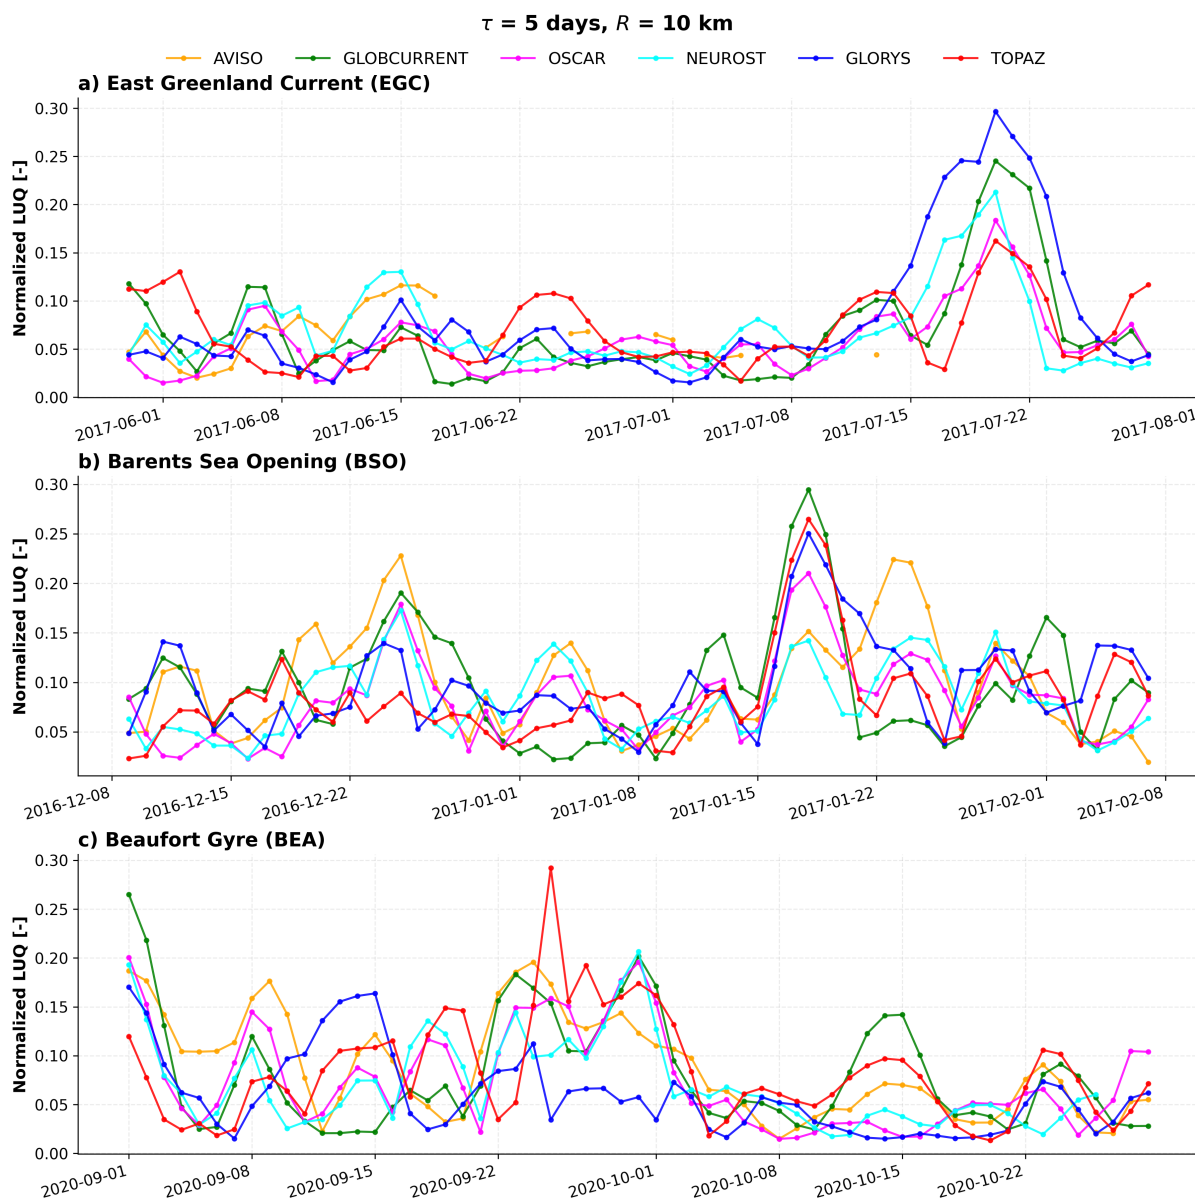 τ = 5 days, R = 10 km
AVISO GLOBCURRENT OSCAR NEUROST GLORYS TOPAZ
a) East Greenland Current (EGC)
Normalized LUQ [-]
0.30
0.25
0.20
0.15
0.10
0.05
0.00
2017-06-01 2017-06-08 2017-06-15 2017-06-22 2017-07-01 2017-07-08 2017-07-15 2017-07-22 2017-08-01
b) Barents Sea Opening (BSO)
Normalized LUQ [-]
0.30
0.25
0.20
0.15
0.10
0.05
2016-12-08 2016-12-15 2016-12-22 2017-01-01 2017-01-08 2017-01-15 2017-01-22 2017-02-01 2017-02-08
c) Beaufort Gyre (BEA)
Normalized LUQ [-]
0.30
0.25
0.20
0.15
0.10
0.05
0.00
2020-09-01 2020-09-08 2020-09-15 2020-09-22 2020-10-01 2020-10-08 2020-10-15 2020-10-22